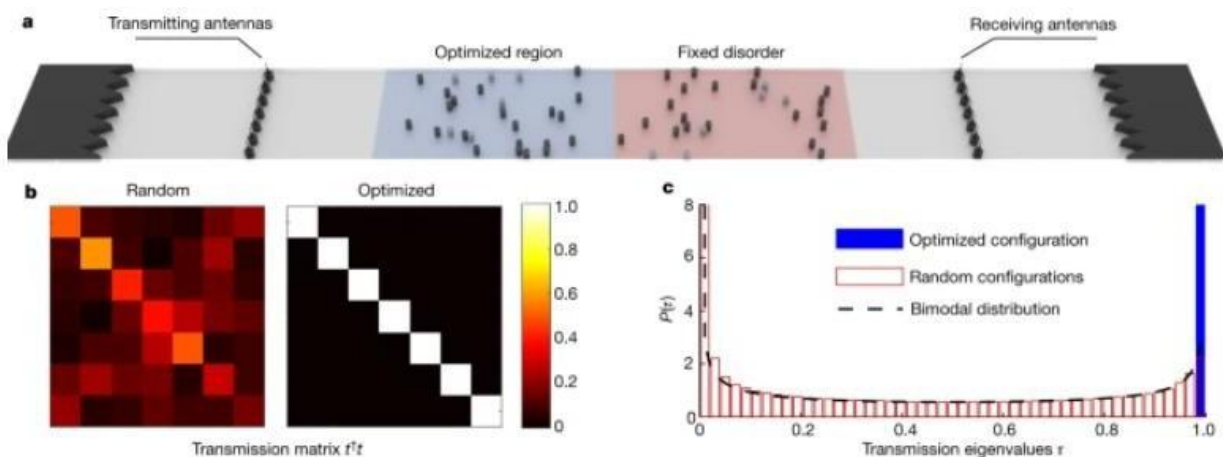 a
Transmitting antennas
Receiving antennas
Optimized region
Fixed disorder
b
Random
Optimized
1.0
0.8
0.6
0.4
0.2
0
Transmission matrix t†t
c
8
6
4
2
0
P(τ)
Optimized configuration
Random configurations
Bimodal distribution
0
0.2
0.4
0.6
0.8
1.0
Transmission eigenvalues τ